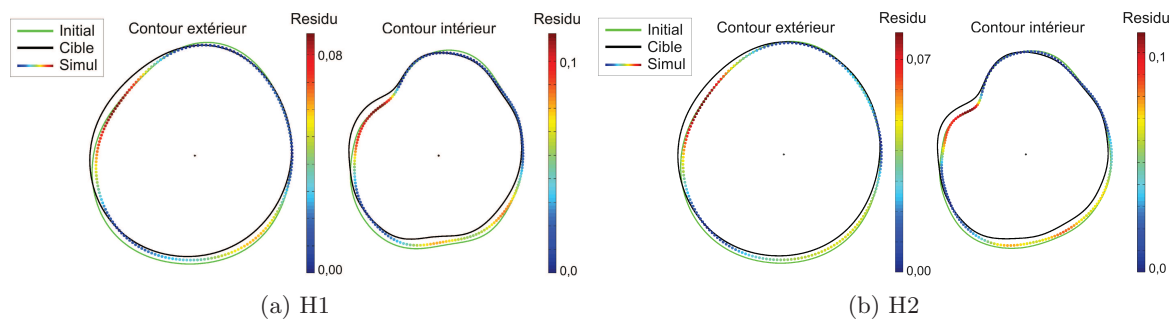 Initial
Cible
Simul
Contour extérieur
Residu
0,08
0,00
Contour intérieur
Residu
0,1
0,0
(a) H1
Initial
Cible
Simul
Contour extérieur
Residu
0,07
0,00
Contour intérieur
Residu
0,1
0,0
(b) H2